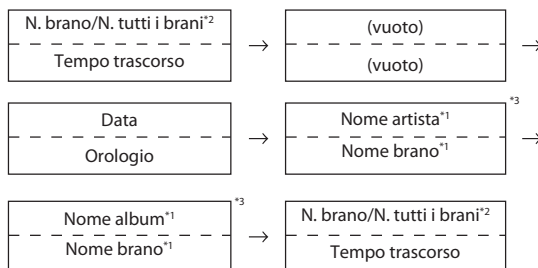 N. brano/N. tutti i brani*2
Tempo trascorso
→
(vuoto)
(vuoto)
→
Data
Orologio
→
Nome artista*1
Nome brano*1
*3
→
Nome album*1
Nome brano*1
*3
→
N. brano/N. tutti i brani*2
Tempo trascorso